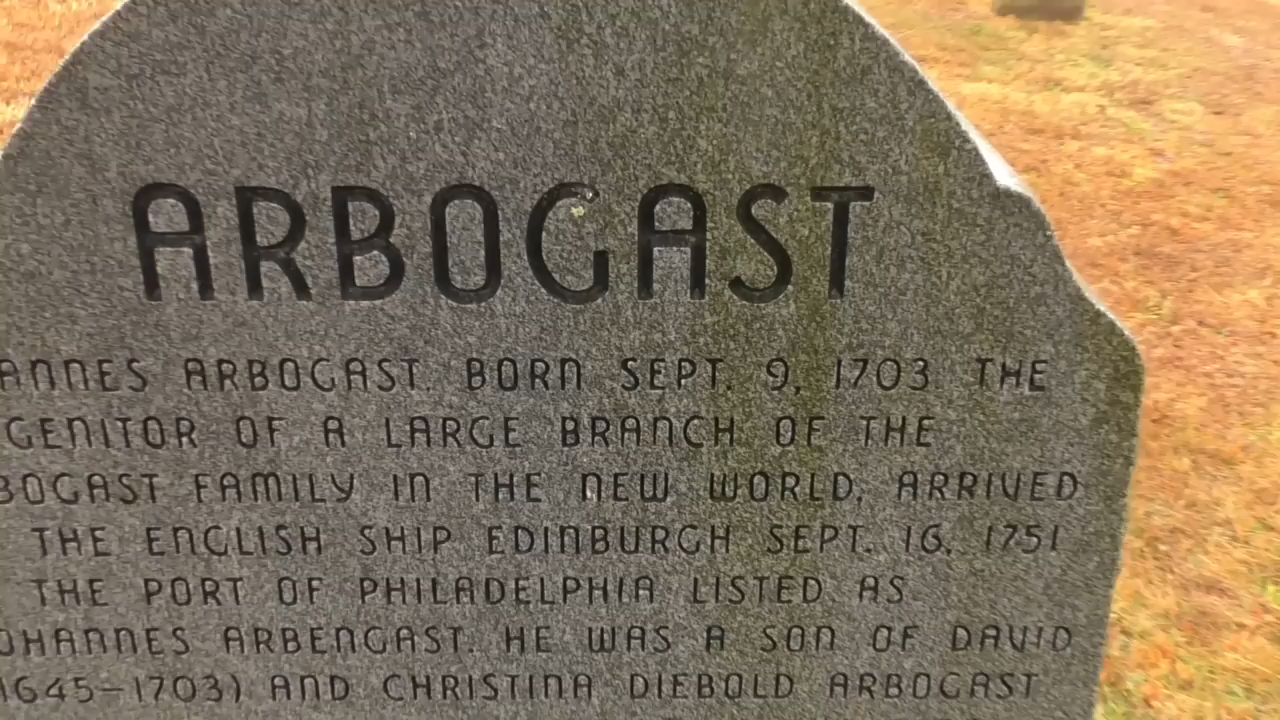 ARBOGAST
ANNES ARBOGAST. BORN SEPT. 9, 1703. THE
GENITOR OF A LARGE BRANCH OF THE
BOGAST FAMILY IN THE NEW WORLD, ARRIVED
THE ENGLISH SHIP EDINBURGH SEPT. 16, 1751
THE PORT OF PHILADELPHIA LISTED AS
OHANNES ARBENGAST. HE WAS A SON OF DAVID
(1645-1703) AND CHRISTINA DIEBOLD ARBOGAST